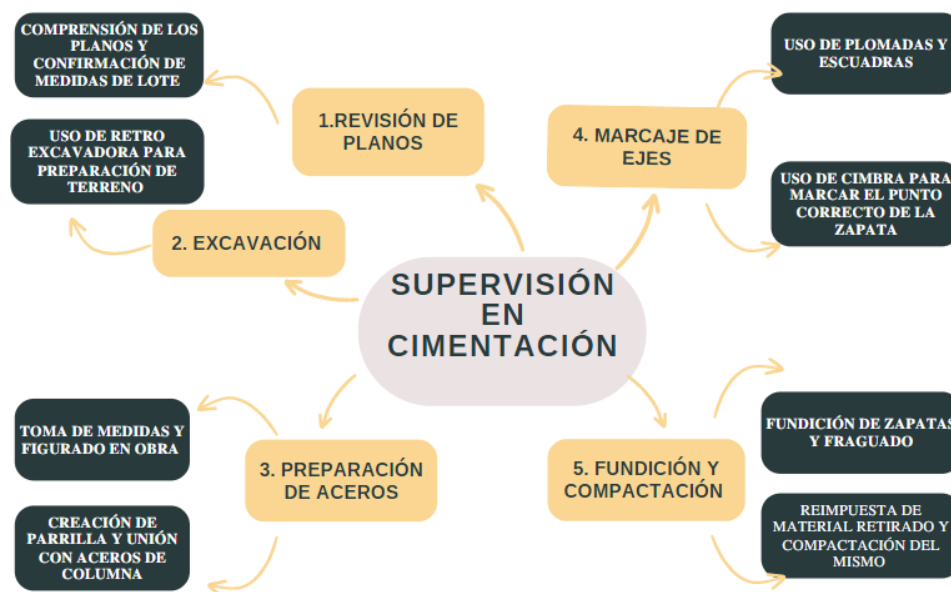 COMPRENSIÓN DE LOS
PLANOS Y
CONFIRMACIÓN DE
MEDIDAS DE LOTE
1.REVISIÓN DE
PLANOS
USO DE RETRO
EXCAVADORA PARA
PREPARACIÓN DE
TERRENO
2. EXCAVACIÓN
USO DE PLOMADAS Y
ESCUADRAS
4. MARCAJE DE
EJES
USO DE CIMBRA PARA
MARCAR EL PUNTO
CORRECTO DE LA
ZAPATA
SUPERVISIÓN
EN
CIMENTACIÓN
TOMA DE MEDIDAS Y
FIGURADO EN OBRA
3. PREPARACIÓN
DE ACEROS
CREACIÓN DE
PARRILLA Y UNIÓN
CON ACEROS DE
COLUMNA
FUNDICIÓN DE ZAPATAS
Y FRAGUADO
5. FUNDICIÓN Y
COMPACTACIÓN
REIMPUESTA DE
MATERIAL RETIRADO Y
COMPACTACIÓN DEL
MISMO